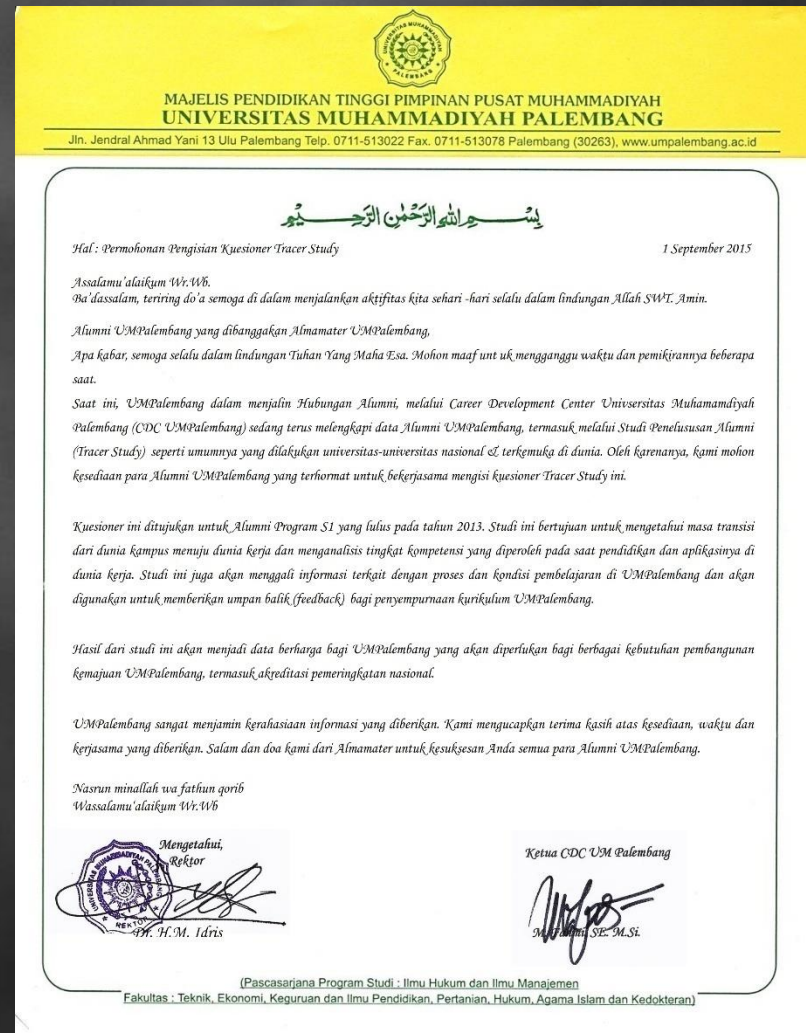 UNIVERSITAS MUHAMMADIYAH
PALEMBANG
MAJELIS PENDIDIKAN TINGGI PIMPINAN PUSAT MUHAMMADIYAH
UNIVERSITAS MUHAMMADIYAH PALEMBANG
Jln. Jendral Ahmad Yani 13 Ulu Palembang Telp. 0711-513022 Fax. 0711-513078 Palembang (30263), www.umpalembang.ac.id
بِسْــــمِ اللهِ الرَّحْمٰنِ الرَّحِــــيْمِ
Hal : Permohonan Pengisian Kuesioner Tracer Study 1 September 2015
Assalamu'alaikum Wr.Wb.
Ba'dassalam, teriring do'a semoga di dalam menjalankan aktifitas kita sehari -hari selalu dalam lindungan Allah SWT. Amin.
Alumni UMPalembang yang dibanggakan Almamater UMPalembang,
Apa kabar, semoga selalu dalam lindungan Tuhan Yang Maha Esa. Mohon maaf unt uk mengganggu waktu dan pemikirannya beberapa
saat.
Saat ini, UMPalembang dalam menjalin Hubungan Alumni, melalui Career Development Center Univsersitas Muhamamdiyah
Palembang (CDC UMPalembang) sedang terus melengkapi data Alumni UMPalembang, termasuk melalui Studi Penelususan Alumni
(Tracer Study) seperti umumnya yang dilakukan universitas-universitas nasional & terkemuka di dunia. Oleh karenanya, kami mohon
kesediaan para Alumni UMPalembang yang terhormat untuk bekerjasama mengisi kuesioner Tracer Study ini.
Kuesioner ini ditujukan untuk Alumni Program S1 yang lulus pada tahun 2013. Studi ini bertujuan untuk mengetahui masa transisi
dari dunia kampus menuju dunia kerja dan menganalisis tingkat kompetensi yang diperoleh pada saat pendidikan dan aplikasinya di
dunia kerja. Studi ini juga akan menggali informasi terkait dengan proses dan kondisi pembelajaran di UMPalembang dan akan
digunakan untuk memberikan umpan balik (feedback) bagi penyempurnaan kurikulum UMPalembang.
Hasil dari studi ini akan menjadi data berharga bagi UMPalembang yang akan diperlukan bagi berbagai kebutuhan pembangunan
kemajuan UMPalembang, termasuk akreditasi pemeringkatan nasional.
UMPalembang sangat menjamin kerahasiaan informasi yang diberikan. Kami mengucapkan terima kasih atas kesediaan, waktu dan
kerjasama yang diberikan. Salam dan doa kami dari Almamater untuk kesuksesan Anda semua para Alumni UMPalembang.
Nasrun minallah wa fathun qorib
Wassalamu'alaikum Wr.Wb
Mengetahui,
Rektor
UNIVERSITAS MUHAMMADIYAH
REKTOR
Dr. H.M. Idris
Ketua CDC UM Palembang
SE. M.Si.
(Pascasarjana Program Studi : Ilmu Hukum dan Ilmu Manajemen
Fakultas : Teknik, Ekonomi, Keguruan dan Ilmu Pendidikan, Pertanian, Hukum, Agama Islam dan Kedokteran)